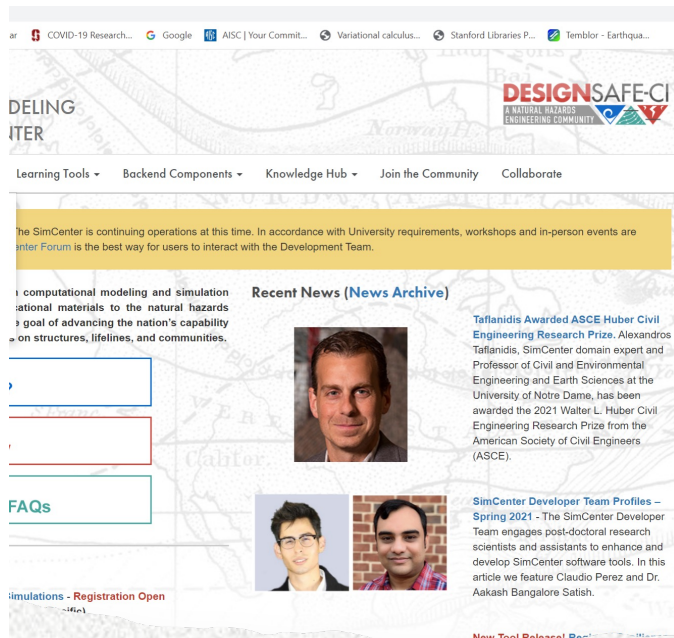 ar COVID-19 Research... Google AISC | Your Commit... Variational calculus... Stanford Libraries P... Temblor - Earthqua...
DELING
NTER
DESIGNSAFE-CI
A NATURAL HAZARDS
ENGINEERING COMMUNITY
Norway H.
Learning Tools Backend Components Knowledge Hub Join the Community Collaborate
The SimCenter is continuing operations at this time. In accordance with University requirements, workshops and in-person events are
enter Forum is the best way for users to interact with the Development Team.
computational modeling and simulation
cational materials to the natural hazards
e goal of advancing the nation's capability
s on structures, lifelines, and communities.
FAQs
Simulations - Registration Open
Recent News (News Archive)
Califor.
Taflanidis Awarded ASCE Huber Civil
Engineering Research Prize. Alexandros
Taflanidis, SimCenter domain expert and
Professor of Civil and Environmental
Engineering and Earth Sciences at the
University of Notre Dame, has been
awarded the 2021 Walter L. Huber Civil
Engineering Research Prize from the
American Society of Civil Engineers
(ASCE).
SimCenter Developer Team Profiles –
Spring 2021 - The SimCenter Developer
Team engages post-doctoral research
scientists and assistants to enhance and
develop SimCenter software tools. In this
article we feature Claudio Perez and Dr.
Aakash Bangalore Satish.
New Tool Release!